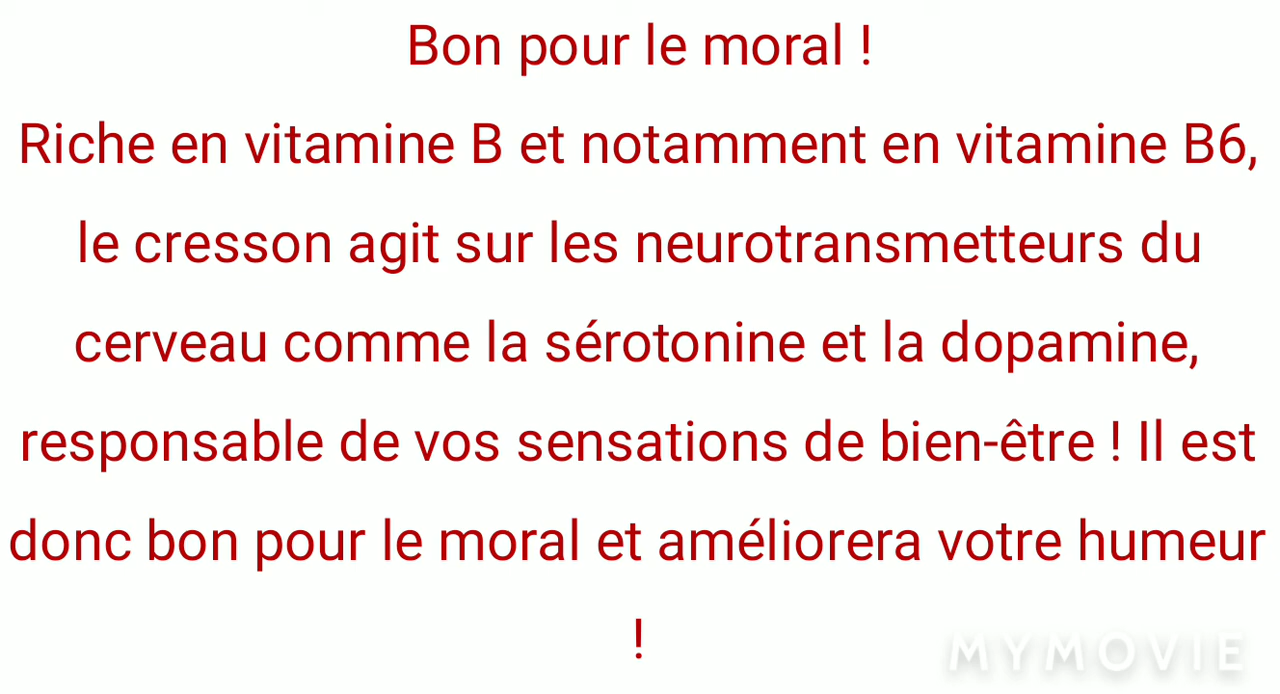 Bon pour le moral !
Riche en vitamine B et notamment en vitamine B6,
le cresson agit sur les neurotransmetteurs du
cerveau comme la sérotonine et la dopamine,
responsable de vos sensations de bien-être ! Il est
donc bon pour le moral et améliorera votre humeur
!
MYMOVIE